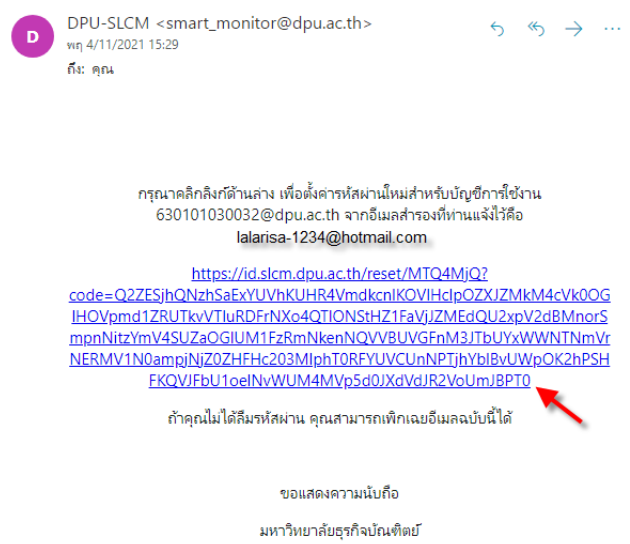 D
DPU-SLCM <smart_monitor@dpu.ac.th>
พฤ 4/11/2021 15:29
ถึง: คุณ
กรุณาคลิกลิงก์ด้านล่าง เพื่อตั้งค่ารหัสผ่านใหม่สำหรับบัญชีการใช้งาน
630101030032@dpu.ac.th จากอีเมลสำรองที่ท่านแจ้งไว้คือ
lalarisa-1234@hotmail.com
https://id.slcm.dpu.ac.th/reset/MTQ4MjQ?
code=Q2ZESjhQNzhSaExYUVhKUHR4VmdkcnlKOVlHclpOZXJZMkM4cVk0OG
lHOVpmd1ZRUTkvVTluRDFrNXo4QTlONStHZ1FaVjJZMEdQU2xpV2dBMnorS
mpnNitzYmV4SUZaOGlUM1FzRmNkenNQVVBUVGFnM3JTbUYxWWNTNmVr
NERMV1N0ampjNjZ0ZHFHc203MlphT0RFYUVCUnNPTjhYblBvUWpOK2hPSH
FKQVJFbU1oelNvWUM4MVp5d0JXdVdJR2VoUmJBPT0
ถ้าคุณไม่ได้ลืมรหัสผ่าน คุณสามารถเพิกเฉยอีเมลฉบับนี้ได้
ขอแสดงความนับถือ
มหาวิทยาลัยธุรกิจบัณฑิตย์